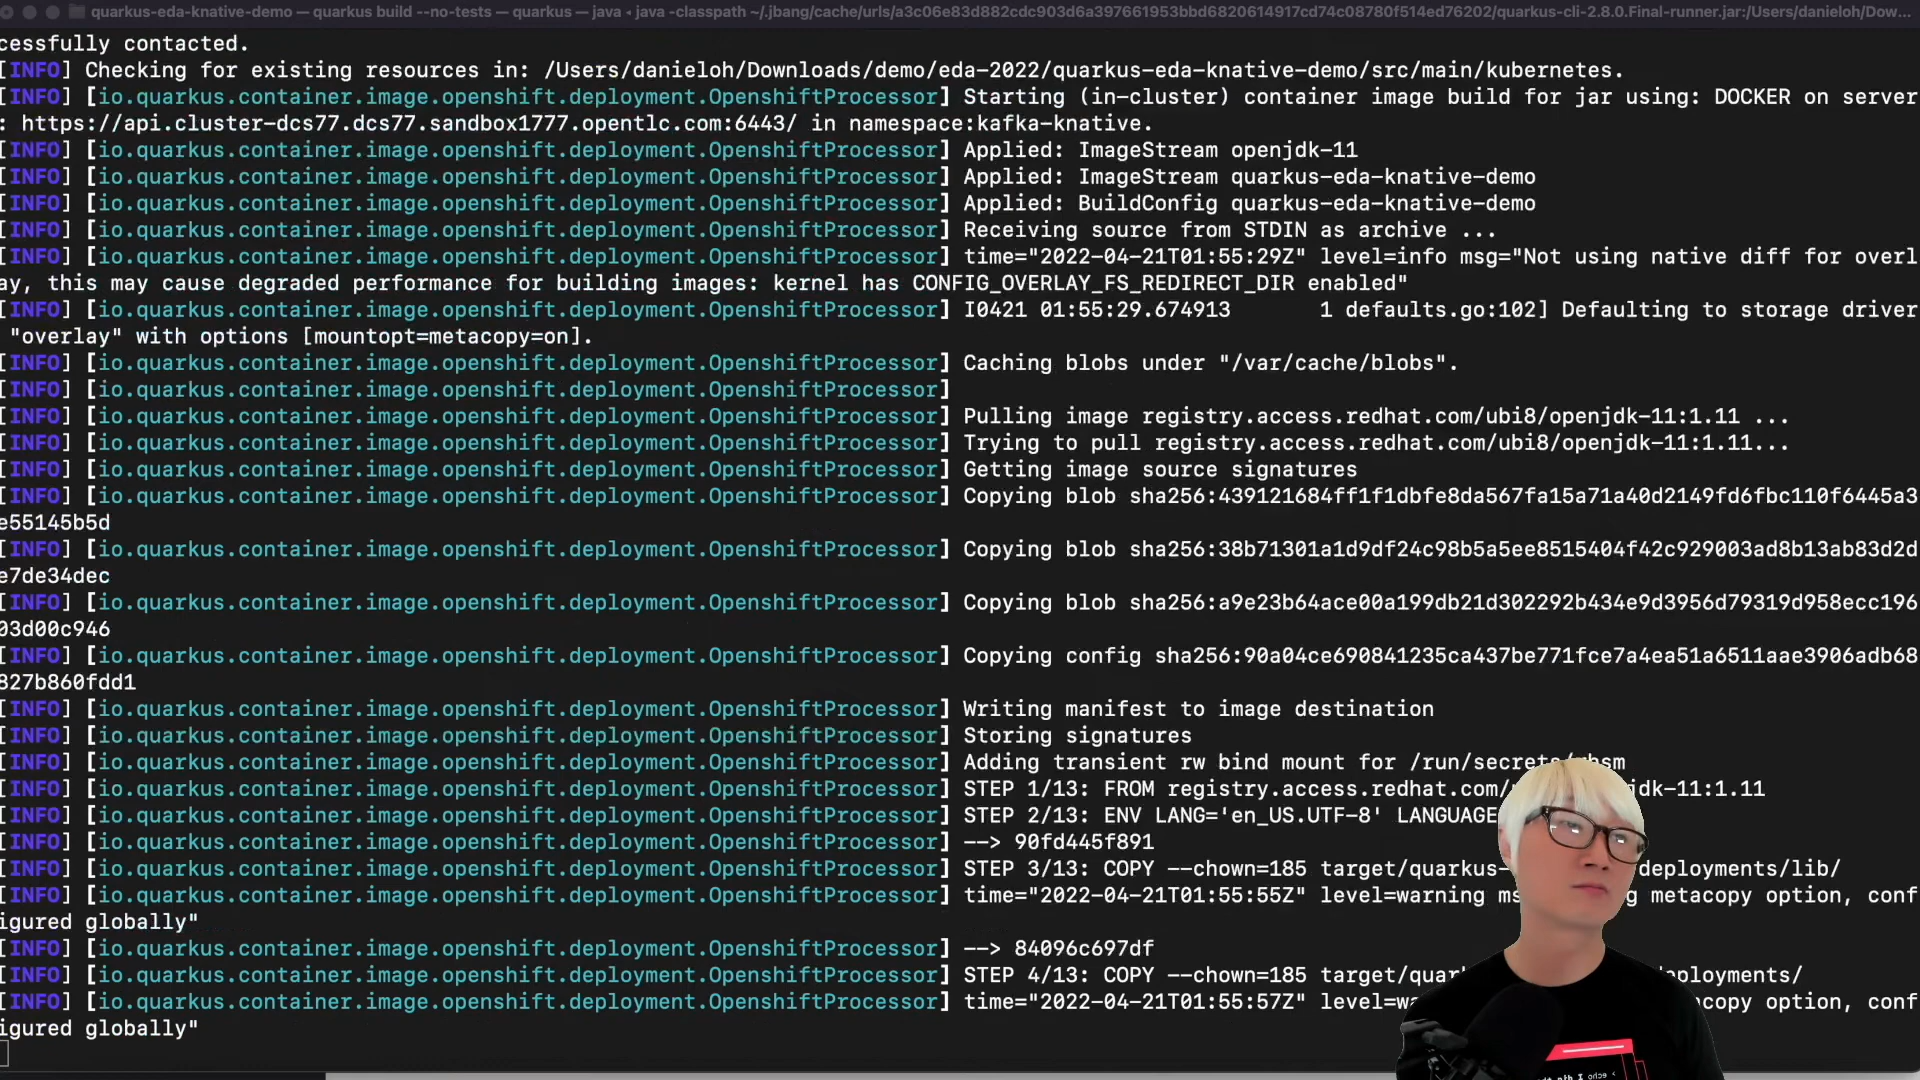 quarkus-eda-knative-demo — quarkus build --no-tests — quarkus — java ◂ java -classpath ~/.jbang/cache/urls/a3c06e83d882cdc903d6a397661953bbd6820614917cd74c08780f514ed76202/quarkus-cli-2.8.0.Final-runner.jar:/Users/danieloh/Dow...
cessfully contacted.
[INFO] Checking for existing resources in: /Users/danieloh/Downloads/demo/eda-2022/quarkus-eda-knative-demo/src/main/kubernetes.
[INFO] [io.quarkus.container.image.openshift.deployment.OpenshiftProcessor] Starting (in-cluster) container image build for jar using: DOCKER on server
: https://api.cluster-dcs77.dcs77.sandbox1777.opentlc.com:6443/ in namespace:kafka-knative.
[INFO] [io.quarkus.container.image.openshift.deployment.OpenshiftProcessor] Applied: ImageStream openjdk-11
[INFO] [io.quarkus.container.image.openshift.deployment.OpenshiftProcessor] Applied: ImageStream quarkus-eda-knative-demo
[INFO] [io.quarkus.container.image.openshift.deployment.OpenshiftProcessor] Applied: BuildConfig quarkus-eda-knative-demo
[INFO] [io.quarkus.container.image.openshift.deployment.OpenshiftProcessor] Receiving source from STDIN as archive ...
[INFO] [io.quarkus.container.image.openshift.deployment.OpenshiftProcessor] time="2022-04-21T01:55:29Z" level=info msg="Not using native diff for overl
ay, this may cause degraded performance for building images: kernel has CONFIG_OVERLAY_FS_REDIRECT_DIR enabled"
[INFO] [io.quarkus.container.image.openshift.deployment.OpenshiftProcessor] I0421 01:55:29.674913       1 defaults.go:102] Defaulting to storage driver
"overlay" with options [mountopt=metacopy=on].
[INFO] [io.quarkus.container.image.openshift.deployment.OpenshiftProcessor] Caching blobs under "/var/cache/blobs".
[INFO] [io.quarkus.container.image.openshift.deployment.OpenshiftProcessor]
[INFO] [io.quarkus.container.image.openshift.deployment.OpenshiftProcessor] Pulling image registry.access.redhat.com/ubi8/openjdk-11:1.11 ...
[INFO] [io.quarkus.container.image.openshift.deployment.OpenshiftProcessor] Trying to pull registry.access.redhat.com/ubi8/openjdk-11:1.11...
[INFO] [io.quarkus.container.image.openshift.deployment.OpenshiftProcessor] Getting image source signatures
[INFO] [io.quarkus.container.image.openshift.deployment.OpenshiftProcessor] Copying blob sha256:439121684ff1f1dbfe8da567fa15a71a40d2149fd6fbc110f6445a3
e55145b5d
[INFO] [io.quarkus.container.image.openshift.deployment.OpenshiftProcessor] Copying blob sha256:38b71301a1d9df24c98b5a5ee8515404f42c929003ad8b13ab83d2d
e7de34dec
[INFO] [io.quarkus.container.image.openshift.deployment.OpenshiftProcessor] Copying blob sha256:a9e23b64ace00a199db21d302292b434e9d3956d79319d958ecc196
03d00c946
[INFO] [io.quarkus.container.image.openshift.deployment.OpenshiftProcessor] Copying config sha256:90a04ce690841235ca437be771fce7a4ea51a6511aae3906adb68
827b860fdd1
[INFO] [io.quarkus.container.image.openshift.deployment.OpenshiftProcessor] Writing manifest to image destination
[INFO] [io.quarkus.container.image.openshift.deployment.OpenshiftProcessor] Storing signatures
[INFO] [io.quarkus.container.image.openshift.deployment.OpenshiftProcessor] Adding transient rw bind mount for /run/secrets/rhsm
[INFO] [io.quarkus.container.image.openshift.deployment.OpenshiftProcessor] STEP 1/13: FROM registry.access.redhat.com/ jdk-11:1.11
[INFO] [io.quarkus.container.image.openshift.deployment.OpenshiftProcessor] STEP 2/13: ENV LANG='en_US.UTF-8' LANGUAGE
[INFO] [io.quarkus.container.image.openshift.deployment.OpenshiftProcessor] --> 90fd445f891
[INFO] [io.quarkus.container.image.openshift.deployment.OpenshiftProcessor] STEP 3/13: COPY --chown=185 target/quarkus- deployments/lib/
[INFO] [io.quarkus.container.image.openshift.deployment.OpenshiftProcessor] time="2022-04-21T01:55:55Z" level=warning ms g metacopy option, conf
igured globally"
[INFO] [io.quarkus.container.image.openshift.deployment.OpenshiftProcessor] --> 84096c697df
[INFO] [io.quarkus.container.image.openshift.deployment.OpenshiftProcessor] STEP 4/13: COPY --chown=185 target/quar eployments/
[INFO] [io.quarkus.container.image.openshift.deployment.OpenshiftProcessor] time="2022-04-21T01:55:57Z" level=wa acopy option, conf
igured globally"